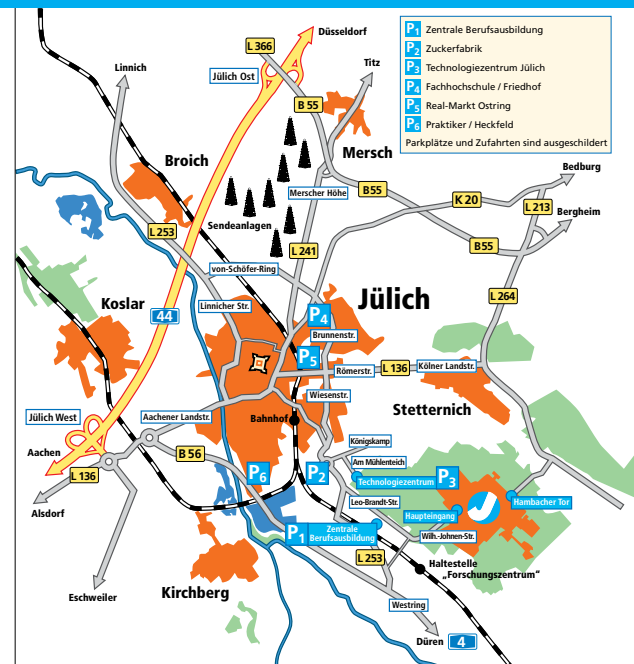 Düsseldorf
L 366
Linnich
Titz
Jülich Ost
P1 Zentrale Berufsausbildung
P2 Zuckerfabrik
P3 Technologiezentrum Jülich
P4 Fachhochschule / Friedhof
P5 Real-Markt Ostring
P6 Praktiker / Heckfeld
Parkplätze und Zufahrten sind ausgeschildert
B 55
Mersch
Broich
Bedburg
Merscher Höhe
B55
K 20
L 213
Bergheim
Sendeanlagen
L 253
L 241
B55
von-Schöfer-Ring
Koslar
Linnicher Str.
Jülich
L 264
44
P4
Brunnenstr.
P5
Römerstr.
L 136
Kölner Landstr.
Wiesenstr.
Stetternich
Jülich West
Aachener Landstr.
Bahnhof
Königskamp
Aachen
B 56
Am Mühlenteich
L 136
P6
P2
Technologiezentrum
P3
Alsdorf
Leo-Brandt-Str.
Hambacher Tor
Haupteingang
P1
Zentrale
Berufsausbildung
Wilh.-Johnen-Str.
L 253
Haltestelle
„Forschungszentrum“
Kirchberg
Eschweiler
Westring
Düren
4